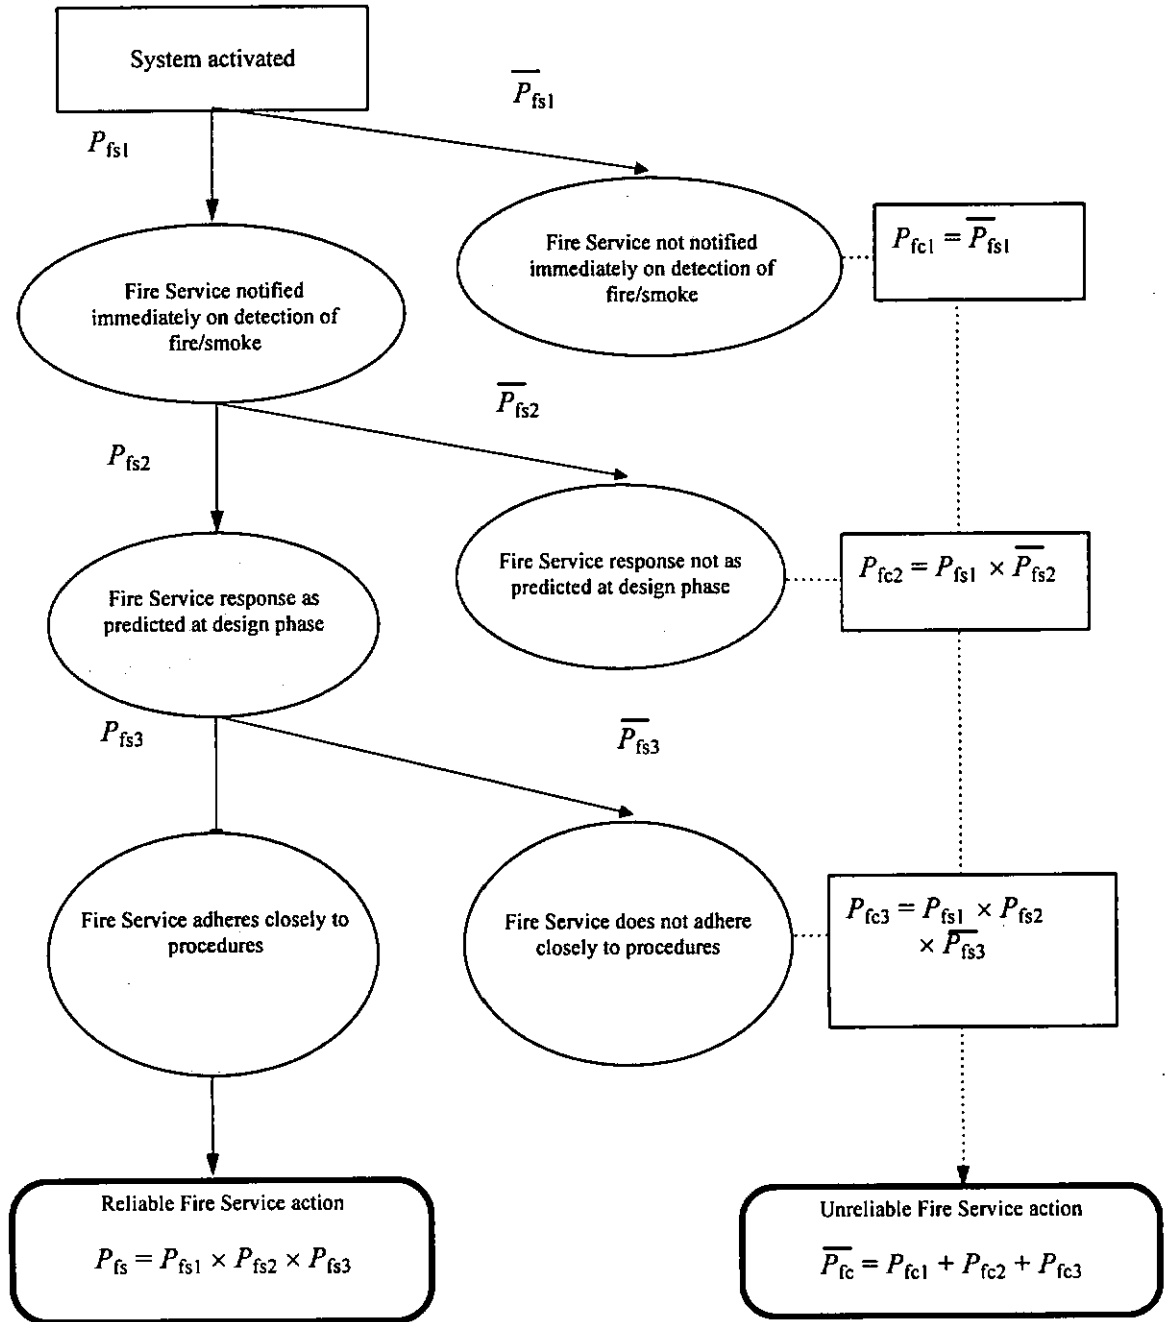 System activated
P̅fs1
Pfs1
Fire Service not notified
immediately on detection of
fire/smoke
Pfc1 = P̅fs1
Fire Service notified
immediately on detection of
fire/smoke
P̅fs2
Pfs2
Fire Service response not as
predicted at design phase
Pfc2 = Pfs1 × P̅fs2
Fire Service response as
predicted at design phase
Pfs3
P̅fs3
Fire Service adheres closely to
procedures
Fire Service does not adhere
closely to procedures
Pfc3 = Pfs1 × Pfs2
× P̅fs3
Reliable Fire Service action
Pfs = Pfs1 × Pfs2 × Pfs3
Unreliable Fire Service action
P̅fc = Pfc1 + Pfc2 + Pfc3